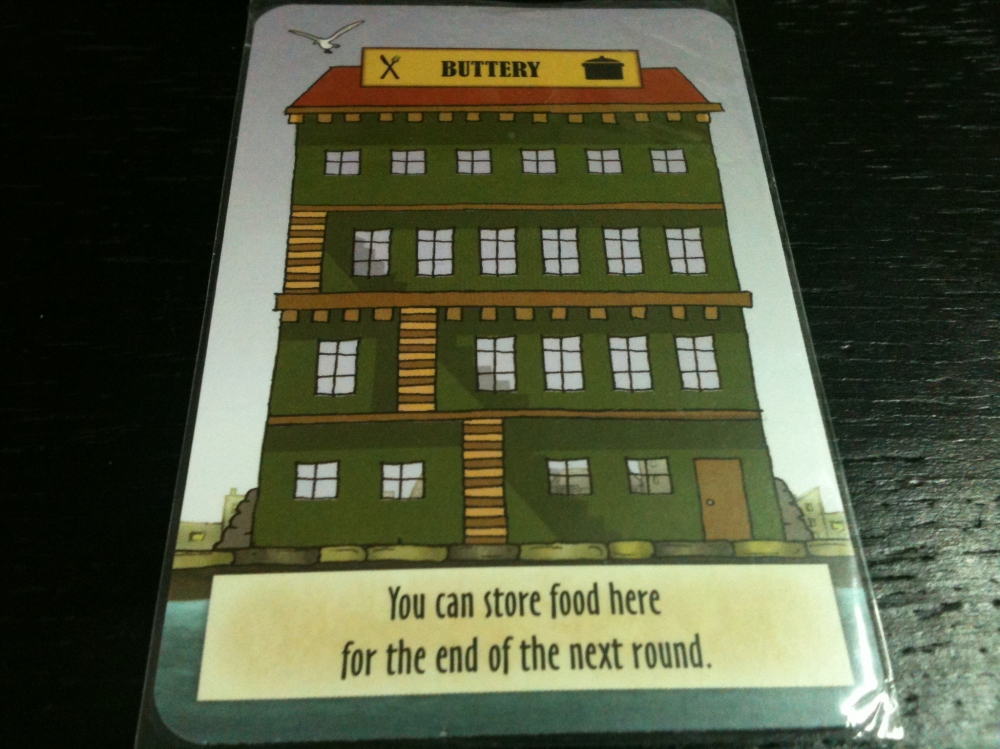 BUTTERY
You can store food here
for the end of the next round.